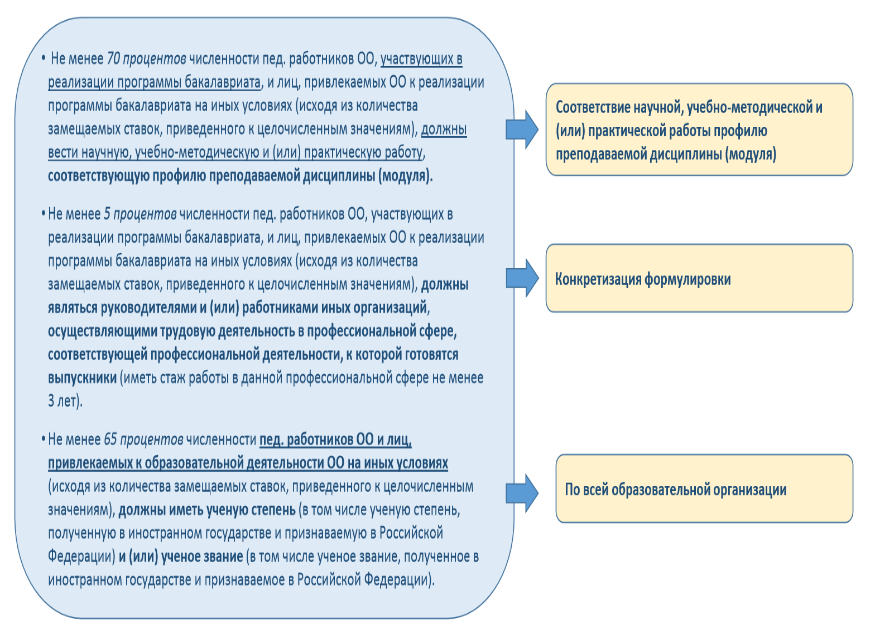 • Не менее 70 процентов численности пед. работников ОО, участвующих в
реализации программы бакалавриата, и лиц, привлекаемых ОО к реализации
программы бакалавриата на иных условиях (исходя из количества
замещаемых ставок, приведенного к целочисленным значениям), должны
вести научную, учебно-методическую и (или) практическую работу,
соответствующую профилю преподаваемой дисциплины (модуля).
• Не менее 5 процентов численности пед. работников ОО, участвующих в
реализации программы бакалавриата, и лиц, привлекаемых ОО к реализации
программы бакалавриата на иных условиях (исходя из количества
замещаемых ставок, приведенного к целочисленным значениям), должны
являться руководителями и (или) работниками иных организаций,
осуществляющими трудовую деятельность в профессиональной сфере,
соответствующей профессиональной деятельности, к которой готовятся
выпускники (иметь стаж работы в данной профессиональной сфере не менее
3 лет).
• Не менее 65 процентов численности пед. работников ОО и лиц,
привлекаемых к образовательной деятельности ОО на иных условиях
(исходя из количества замещаемых ставок, приведенного к целочисленным
значениям), должны иметь ученую степень (в том числе ученую степень,
полученную в иностранном государстве и признаваемую в Российской
Федерации) и (или) ученое звание (в том числе ученое звание, полученное в
иностранном государстве и признаваемое в Российской Федерации).
Соответствие научной, учебно-методической и
(или) практической работы профилю
преподаваемой дисциплины (модуля)
Конкретизация формулировки
По всей образовательной организации